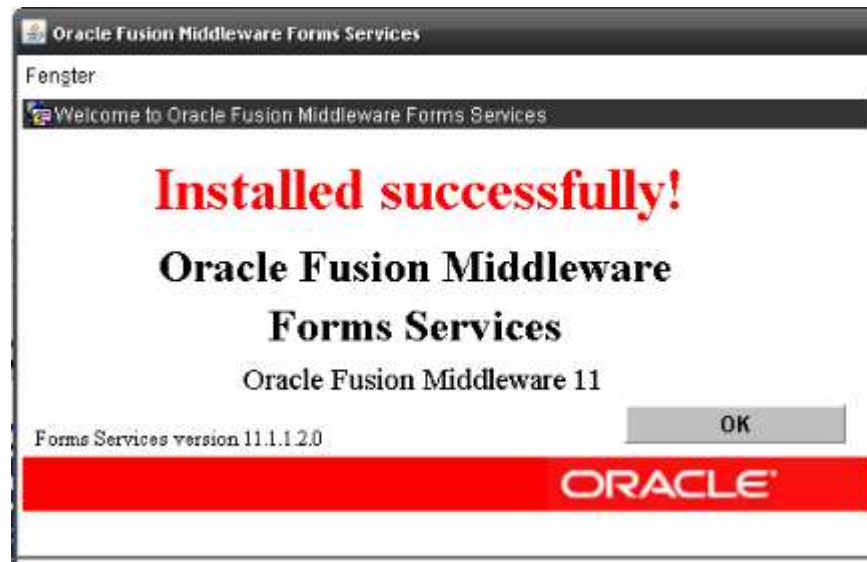 Oracle Fusion Middleware Forms Services
Fenster
Welcome to Oracle Fusion Middleware Forms Services
Installed successfully!
Oracle Fusion Middleware
Forms Services
Oracle Fusion Middleware 11
OK
Forms Services version 11.1.1.2.0
ORACLE